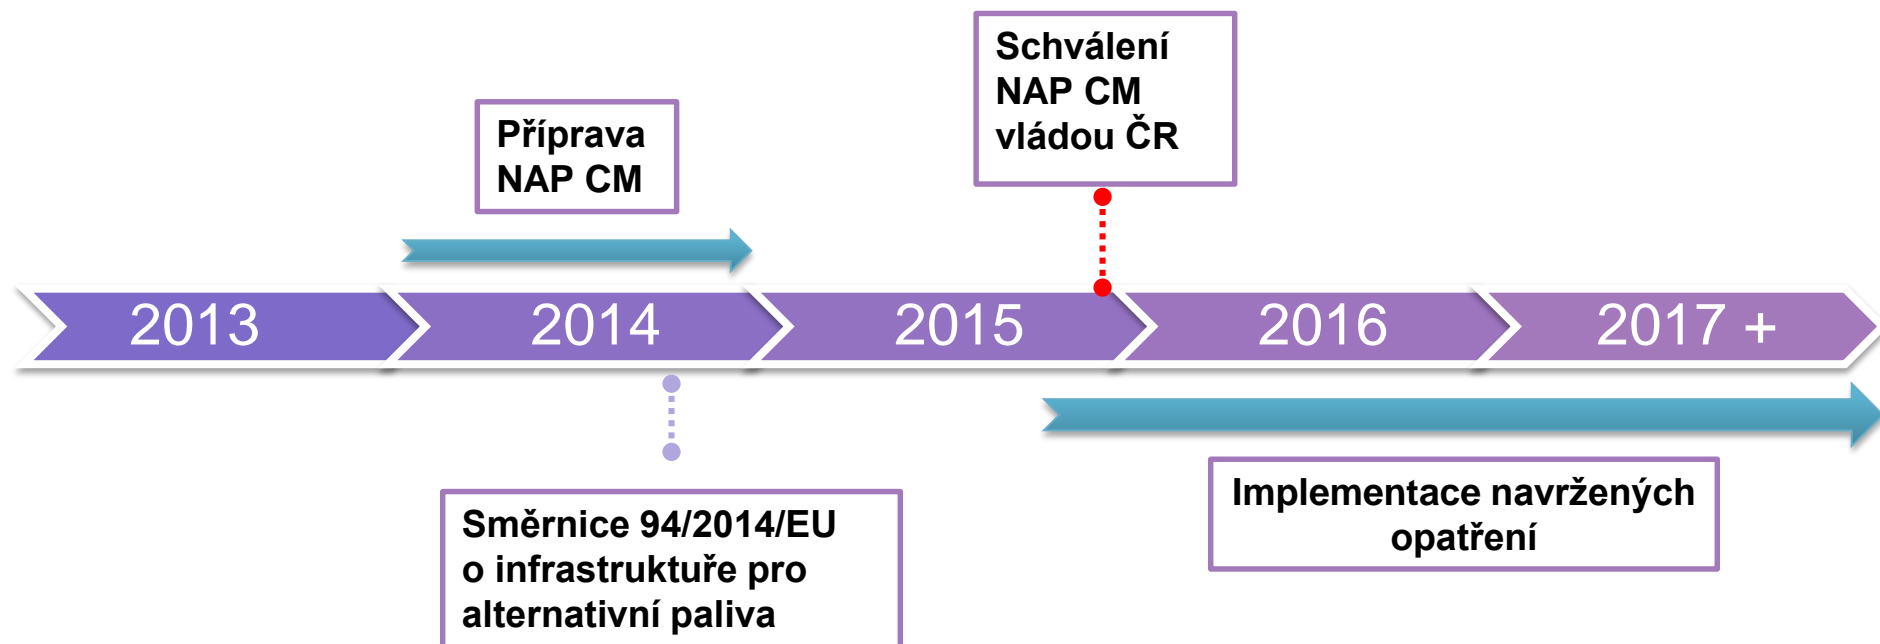 Schválení
NAP CM
vládou ČR
Příprava
NAP CM
2013
2014
2015
2016
2017 +
Směrnice 94/2014/EU
o infrastruktuře pro
alternativní paliva
Implementace navržených
opatření